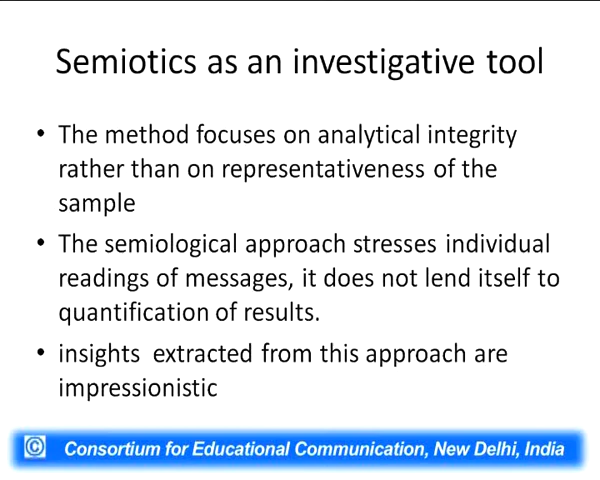 Semiotics as an investigative tool
• The method focuses on analytical integrity
rather than on representativeness of the
sample
• The semiological approach stresses individual
readings of messages, it does not lend itself to
quantification of results.
• insights extracted from this approach are
impressionistic
© Consortium for Educational Communication, New Delhi, India